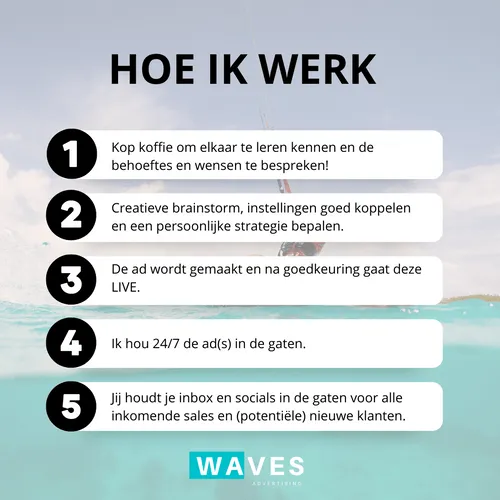 HOE IK WERK
1
Kop koffie om elkaar te leren kennen en de
behoeftes en wensen te bespreken!
2
Creatieve brainstorm, instellingen goed koppelen
en een persoonlijke strategie bepalen.
3
De ad wordt gemaakt en na goedkeuring gaat deze
LIVE.
4
Ik hou 24/7 de ad(s) in de gaten.
5
Jij houdt je inbox en socials in de gaten voor alle
inkomende sales en (potentiële) nieuwe klanten.
WAVES
ADVERTISING